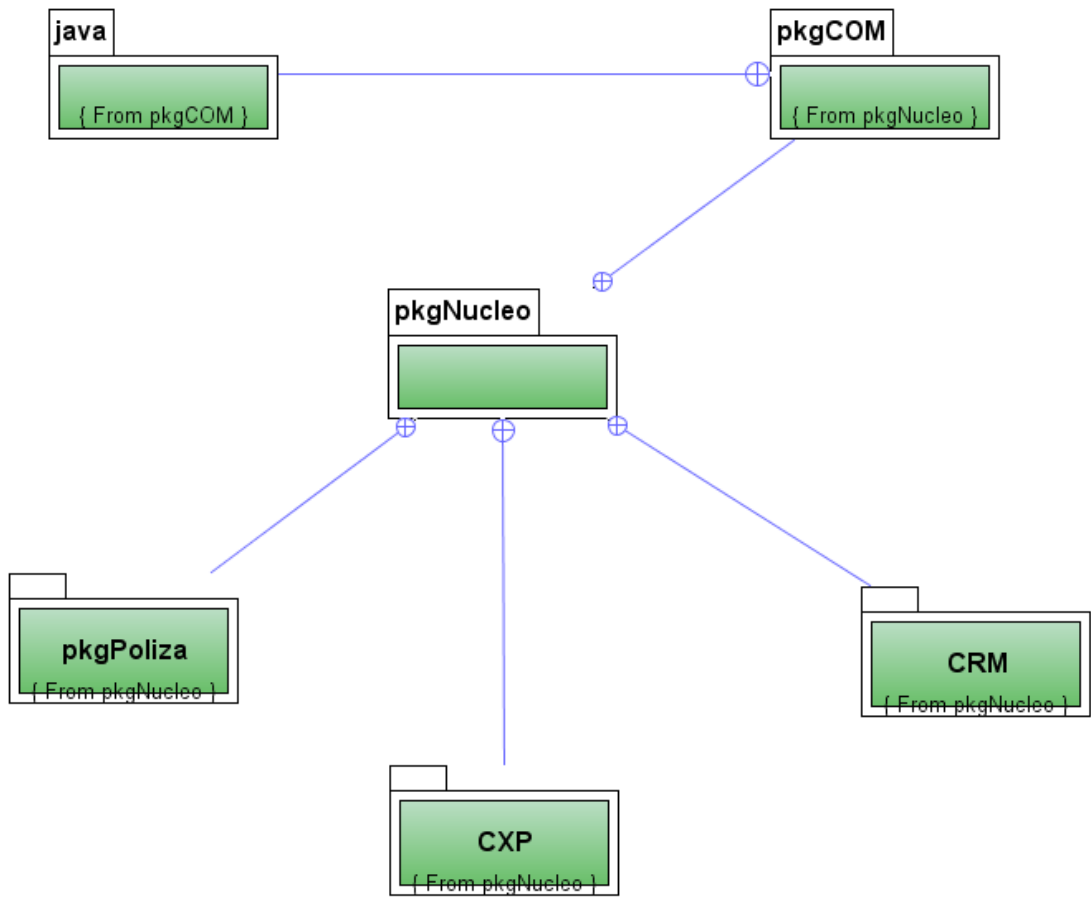 java
{ From pkgCOM }
pkgCOM
{ From pkgNucleo }
pkgNucleo
pkgPoliza
{ From pkgNucleo }
CRM
{ From pkgNucleo }
CXP
{ From pkgNucleo }